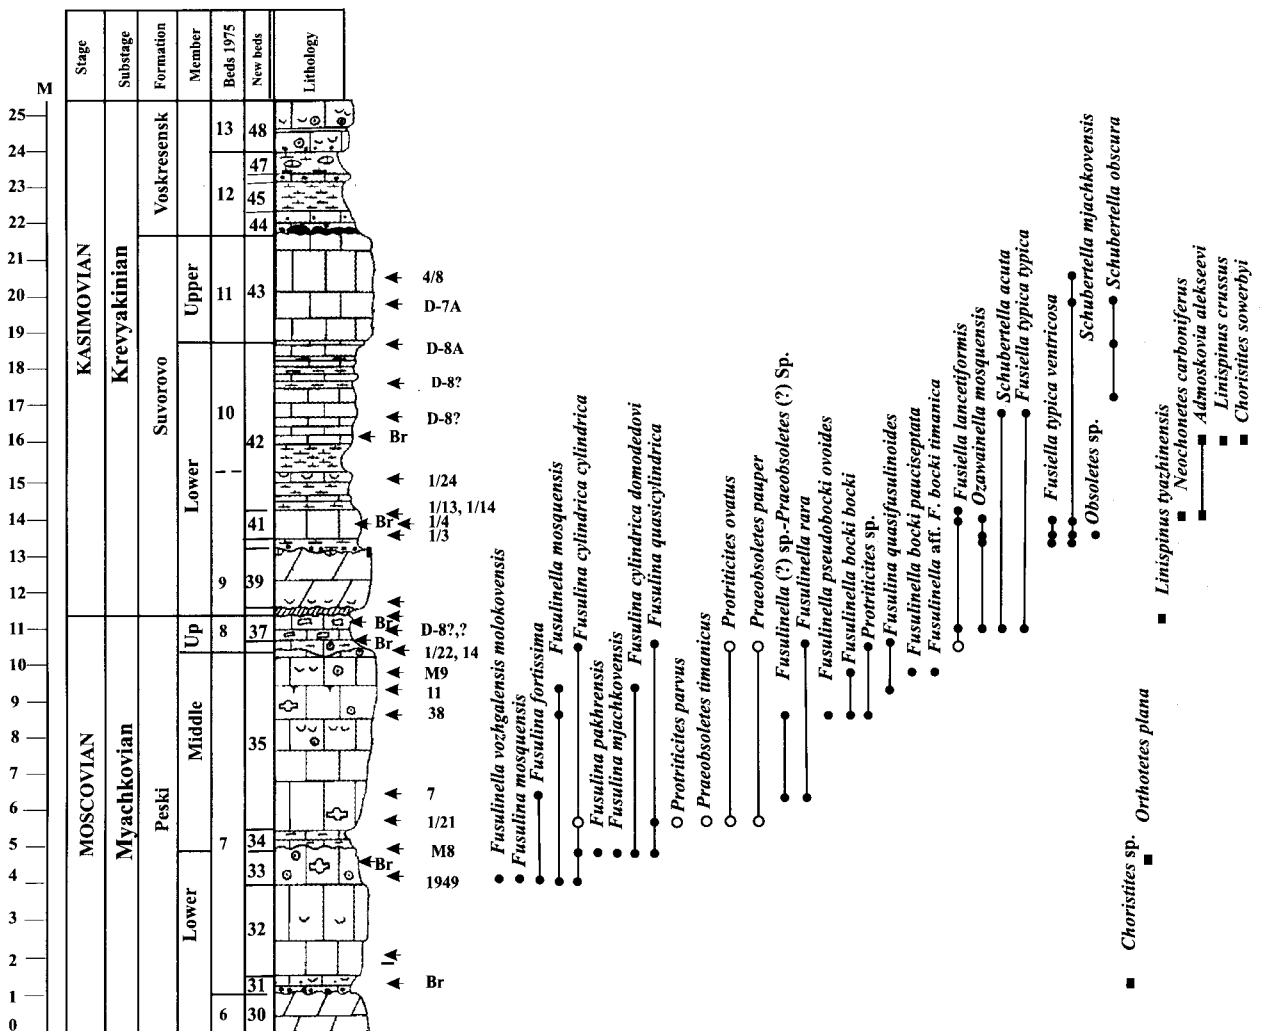 M
Stage
Substage
Formation
Member
Beds 1975
New beds
Lithology
25
24
23
22
21
20
19
18
17
16
15
14
13
12
11
10
9
8
7
6
5
4
3
2
1
0
KASIMOVIAN
MOSCOVIAN
Krevyakinian
Myachkovian
Voskresensk
Suvorovo
Peski
Upper
Lower
Up
Middle
Lower
13
12
11
10
9
8
7
6
48
47
45
44
43
42
41
39
37
35
34
33
32
31
30
4/8
D-7A
D-8A
D-8?
D-8?
Br
1/24
1/13, 1/14
Br
1/4
1/3
Br
D-8?,?
Br
1/22, 14
M9
11
38
7
1/21
M8
Br
1949
Br
Fusulinella vozhgalensis molokovensis
Fusulina mosquensis
Fusulina fortissima
Fusulinella mosquensis
Fusulina cylindrica cylindrica
Fusulina pakhrensis
Fusulina mjachkovensis
Fusulina cylindrica domodedovi
Fusulina quasicylindrica
Protriticites parvus
Praeobsoletes timanicus
Protriticites ovatus
Praeobsoletes pauper
Fusulinella (?) sp.-Praeobsoletes (?) Sp.
Fusulinella rara
Fusulinella pseudobocki ovoides
Fusulinella bocki bocki
Protriticites sp.
Fusulina quasifusulinoides
Fusulinella bocki pauciseptata
Fusulinella aff. F. bocki timanica
Fusiella lancetiformis
Ozawainella mosquensis
Schubertella acuta
Fusiella typica typica
Fusiella typica ventricosa
Schubertella mjachkovensis
Obsoletes sp.
Schubertella obscura
Choristites sp.
Orthotetes plana
Linispinus tyazhinensis
Neochonetes carboniferus
Admoskovia alekseevi
Linispinus crussus
Choristites sowerbyi